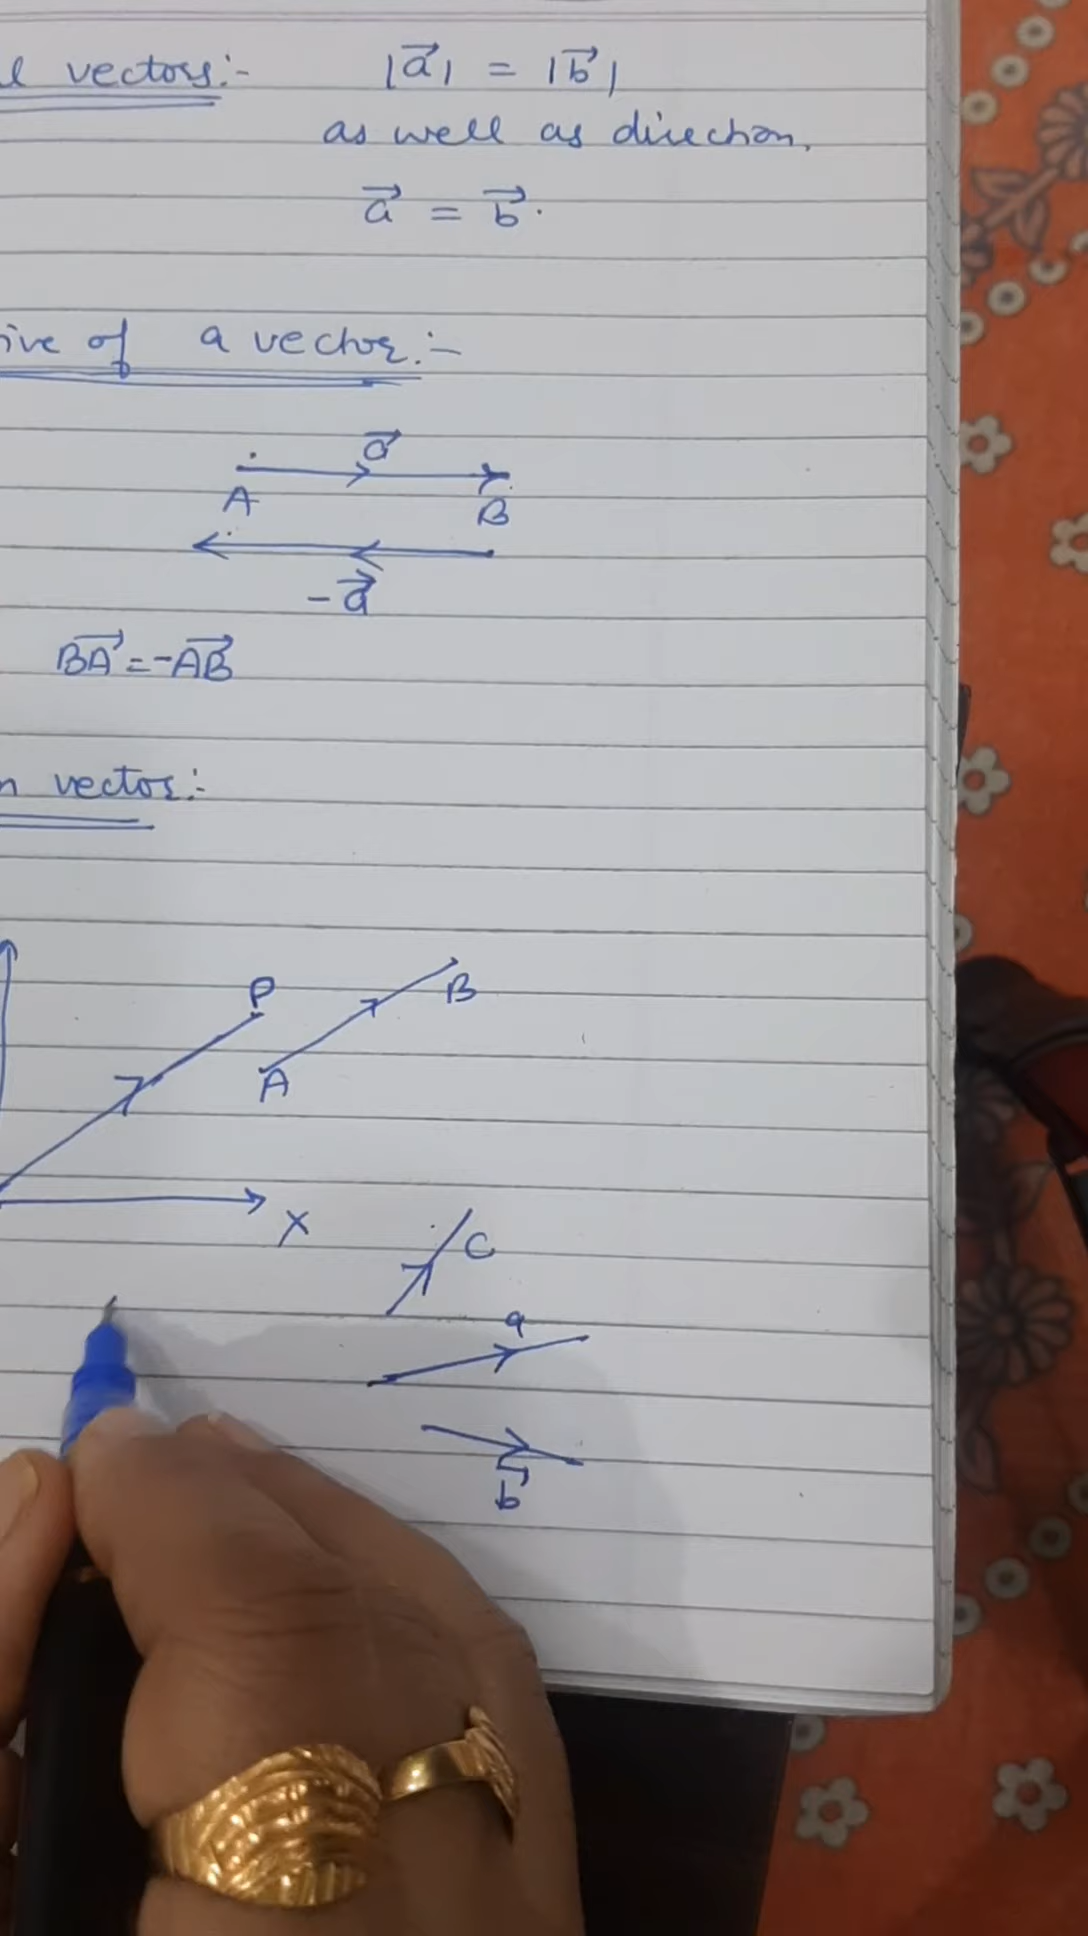 l vectors:- |a⃗| = |b⃗|
as well as direction.
a⃗ = b⃗.
ive of a vector:-
a⃗
A B
-a⃗
BA⃗ = -AB⃗
n vector:-
P B
A
X
C
a
b⃗